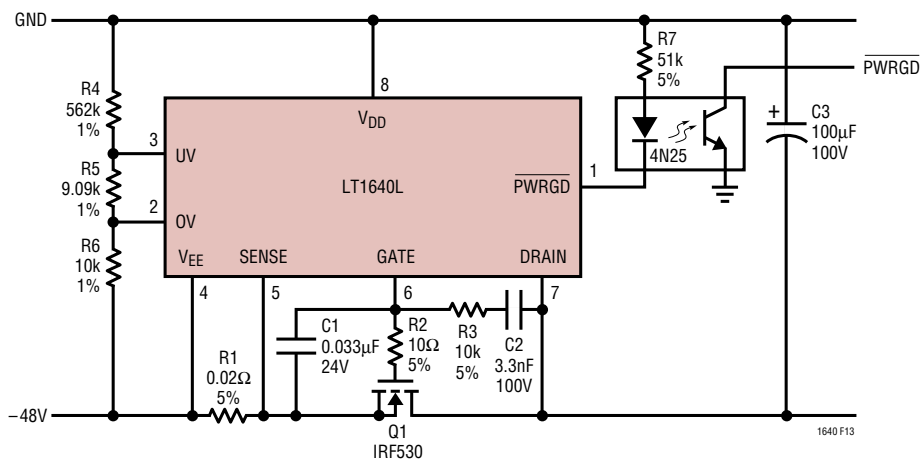 GND
R4
562k
1%
R5
9.09k
1%
R6
10k
1%
3
UV
2
OV
8
VDD
LT1640L
PWRGD
1
VEE
SENSE
GATE
DRAIN
4
5
6
7
R7
51k
5%
4N25
PWRGD
+
C3
100µF
100V
R1
0.02Ω
5%
C1
0.033µF
24V
R2
10Ω
5%
R3
10k
5%
C2
3.3nF
100V
–48V
Q1
IRF530
1640 F13